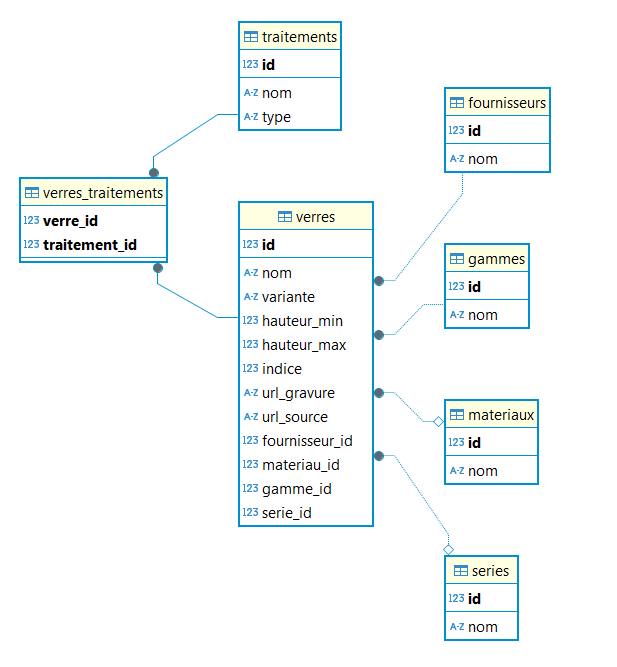 traitements
123 id
A-Z nom
A-Z type
fournisseurs
123 id
A-Z nom
verres_traitements
123 verre_id
123 traitement_id
verres
123 id
A-Z nom
A-Z variante
123 hauteur_min
123 hauteur_max
123 indice
A-Z url_gravure
A-Z url_source
123 fournisseur_id
123 materiau_id
123 gamme_id
123 serie_id
gammes
123 id
A-Z nom
materiaux
123 id
A-Z nom
series
123 id
A-Z nom